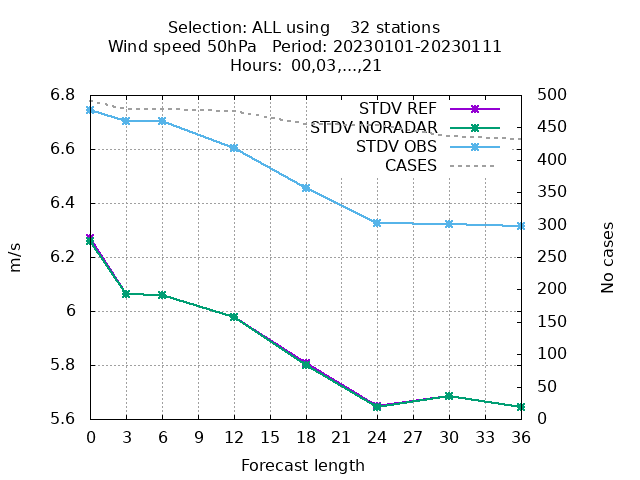 Selection: ALL using    32 stations
Wind speed 50hPa   Period: 20230101-20230111
Hours: 00,03,...,21
6.8
6.6
6.4
6.2
6
5.8
5.6
m/s
500
450
400
350
300
250
200
150
100
50
0
No cases
STDV REF
STDV NORADAR
STDV OBS
CASES
0 3 6 9 12 15 18 21 24 27 30 33 36
Forecast length